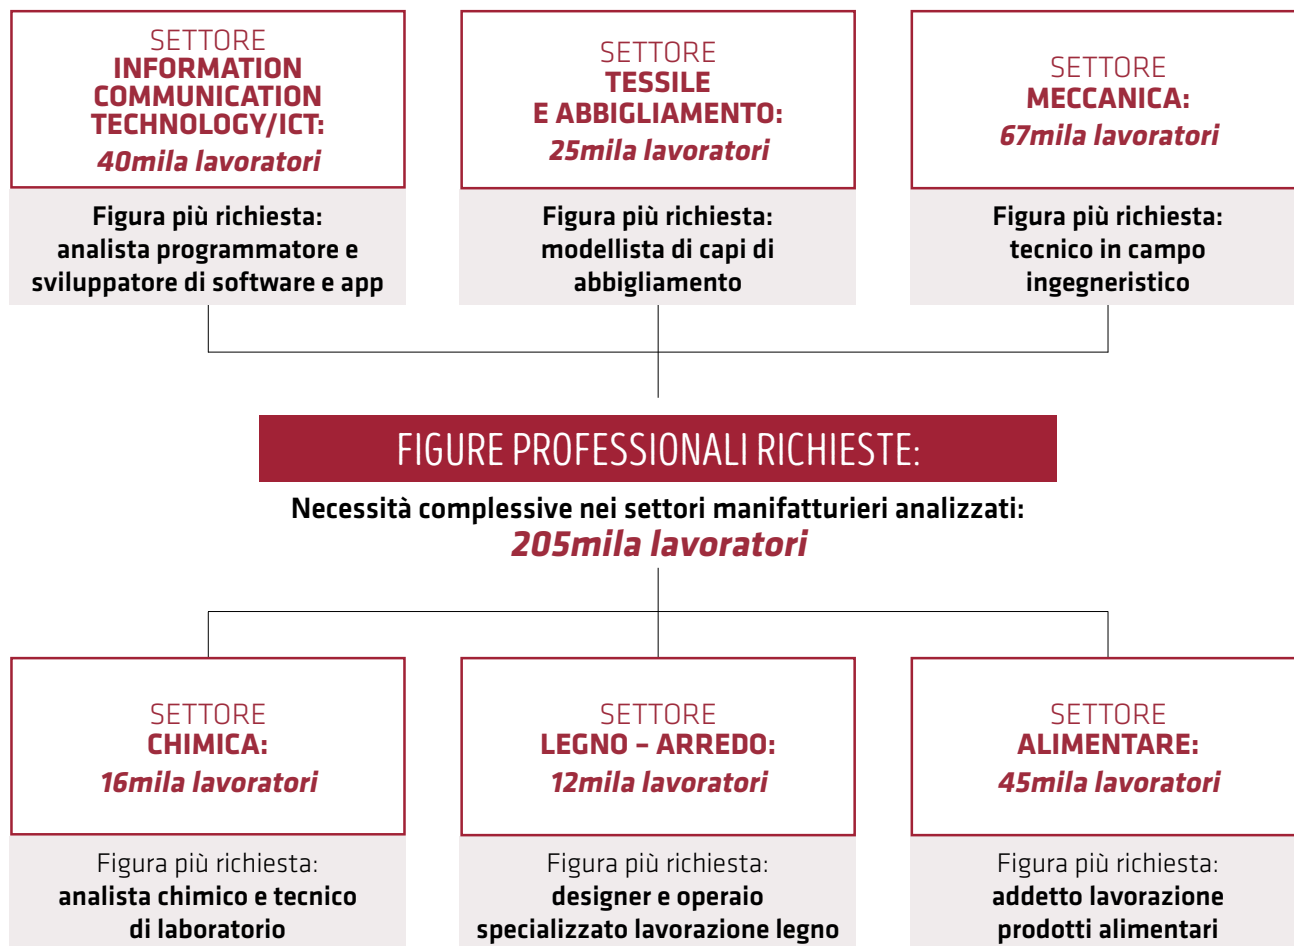 SETTORE
INFORMATION
COMMUNICATION
TECHNOLOGY/ICT:
40mila lavoratori
Figura più richiesta:
analista programmatore e
sviluppatore di software e app
SETTORE
TESSILE
E ABBIGLIAMENTO:
25mila lavoratori
Figura più richiesta:
modellista di capi di
abbigliamento
SETTORE
MECCANICA:
67mila lavoratori
Figura più richiesta:
tecnico in campo
ingegneristico
FIGURE PROFESSIONALI RICHIESTE:
Necessità complessive nei settori manifatturieri analizzati:
205mila lavoratori
SETTORE
CHIMICA:
16mila lavoratori
Figura più richiesta:
analista chimico e tecnico
di laboratorio
SETTORE
LEGNO – ARREDO:
12mila lavoratori
Figura più richiesta:
designer e operaio
specializzato lavorazione legno
SETTORE
ALIMENTARE:
45mila lavoratori
Figura più richiesta:
addetto lavorazione
prodotti alimentari